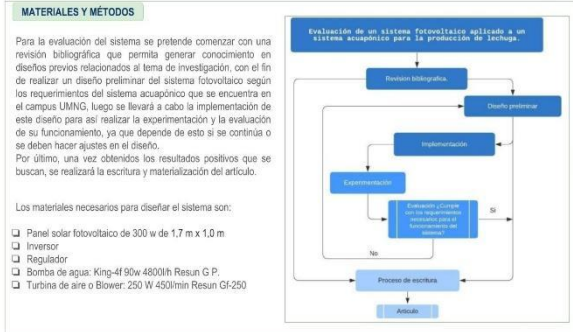 MATERIALES Y MÉTODOS
Para la evaluación del sistema se pretende comenzar con una
revisión bibliográfica que permita generar conocimiento en
diseños previos relacionados al tema de investigación, con el fin
de realizar un diseño preliminar del sistema fotovoltaico según
los requerimientos del sistema acuapónico que se encuentra en
el campus UMNG, luego se llevará a cabo la implementación de
este diseño para así realizar la experimentación y la evaluación
de su funcionamiento, ya que depende de esto si se continúa o
se deben hacer ajustes en el diseño.
Por último, una vez obtenidos los resultados positivos que se
buscan, se realizará la escritura y materialización del artículo.
Los materiales necesarios para diseñar el sistema son:
❑ Panel solar fotovoltaico de 300 w de 1,7 m x 1,0 m
❑ Inversor
❑ Regulador
❑ Bomba de agua: King-4f 90w 4800l/h Resun G P.
❑ Turbina de aire o Blower: 250 W 450l/min Resun Gf-250
Evaluación de un sistema fotovoltaico aplicado a un
sistema acuapónico para la producción de lechuga.
Revisión bibliografica.
Diseño preliminar
Implementación
Experimentación
Evaluación ¿Cumple
con los requerimientos
necesarios para el
funcionamiento del
sistema?
Si
No
Proceso de escritura
Articulo